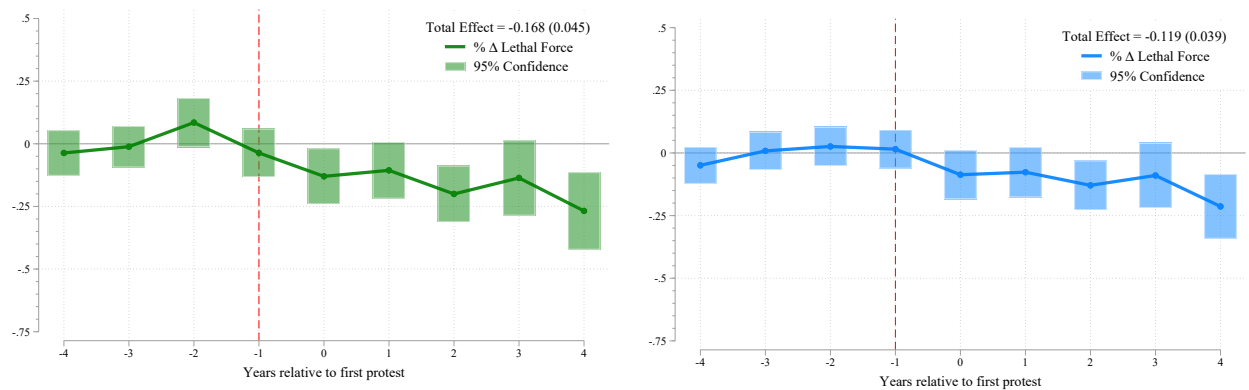 Total Effect = -0.168 (0.045)
% Δ Lethal Force
95% Confidence
.5
.25
0
-.25
-.5
-.75
-4 -3 -2 -1 0 1 2 3 4
Years relative to first protest
Total Effect = -0.119 (0.039)
% Δ Lethal Force
95% Confidence
.5
.25
0
-.25
-.5
-.75
-4 -3 -2 -1 0 1 2 3 4
Years relative to first protest